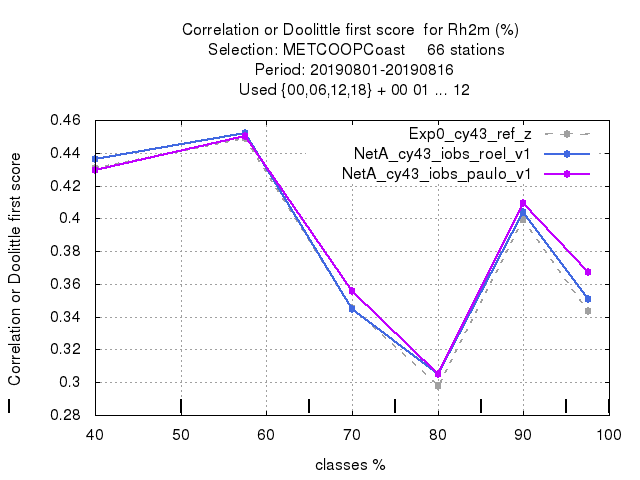 Correlation or Doolittle first score  for Rh2m (%)
Selection: METCOOPCoast     66 stations
Period: 20190801-20190816
Used {00,06,12,18} + 00 01 ... 12
Exp0_cy43_ref_z
NetA_cy43_iobs_roel_v1
NetA_cy43_iobs_paulo_v1
Correlation or Doolittle first score
0.46
0.44
0.42
0.4
0.38
0.36
0.34
0.32
0.3
0.28
40 50 60 70 80 90 100
classes %